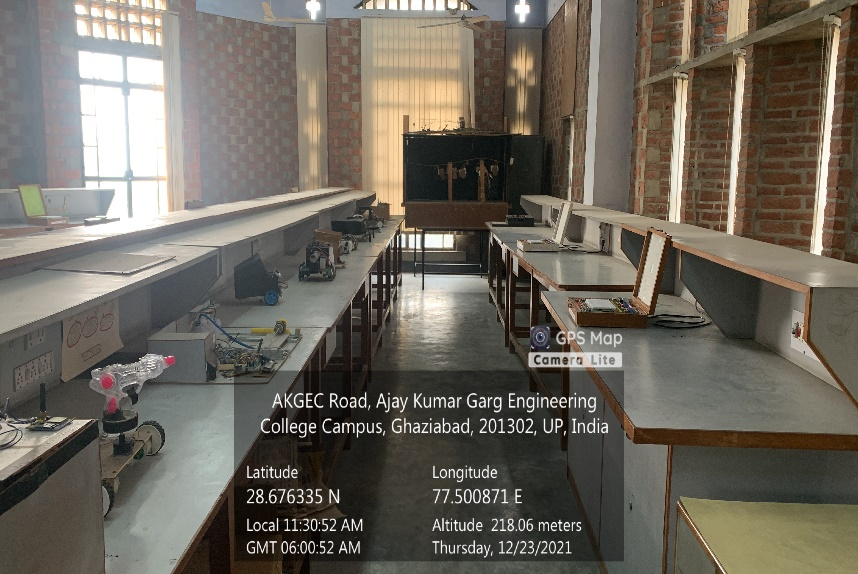 GPS Map
Camera Lite
AKGEC Road, Ajay Kumar Garg Engineering
College Campus, Ghaziabad, 201302, UP, India
Latitude
28.676335 N
Longitude
77.500871 E
Local 11:30:52 AM
GMT 06:00:52 AM
Altitude 218.06 meters
Thursday, 12/23/2021